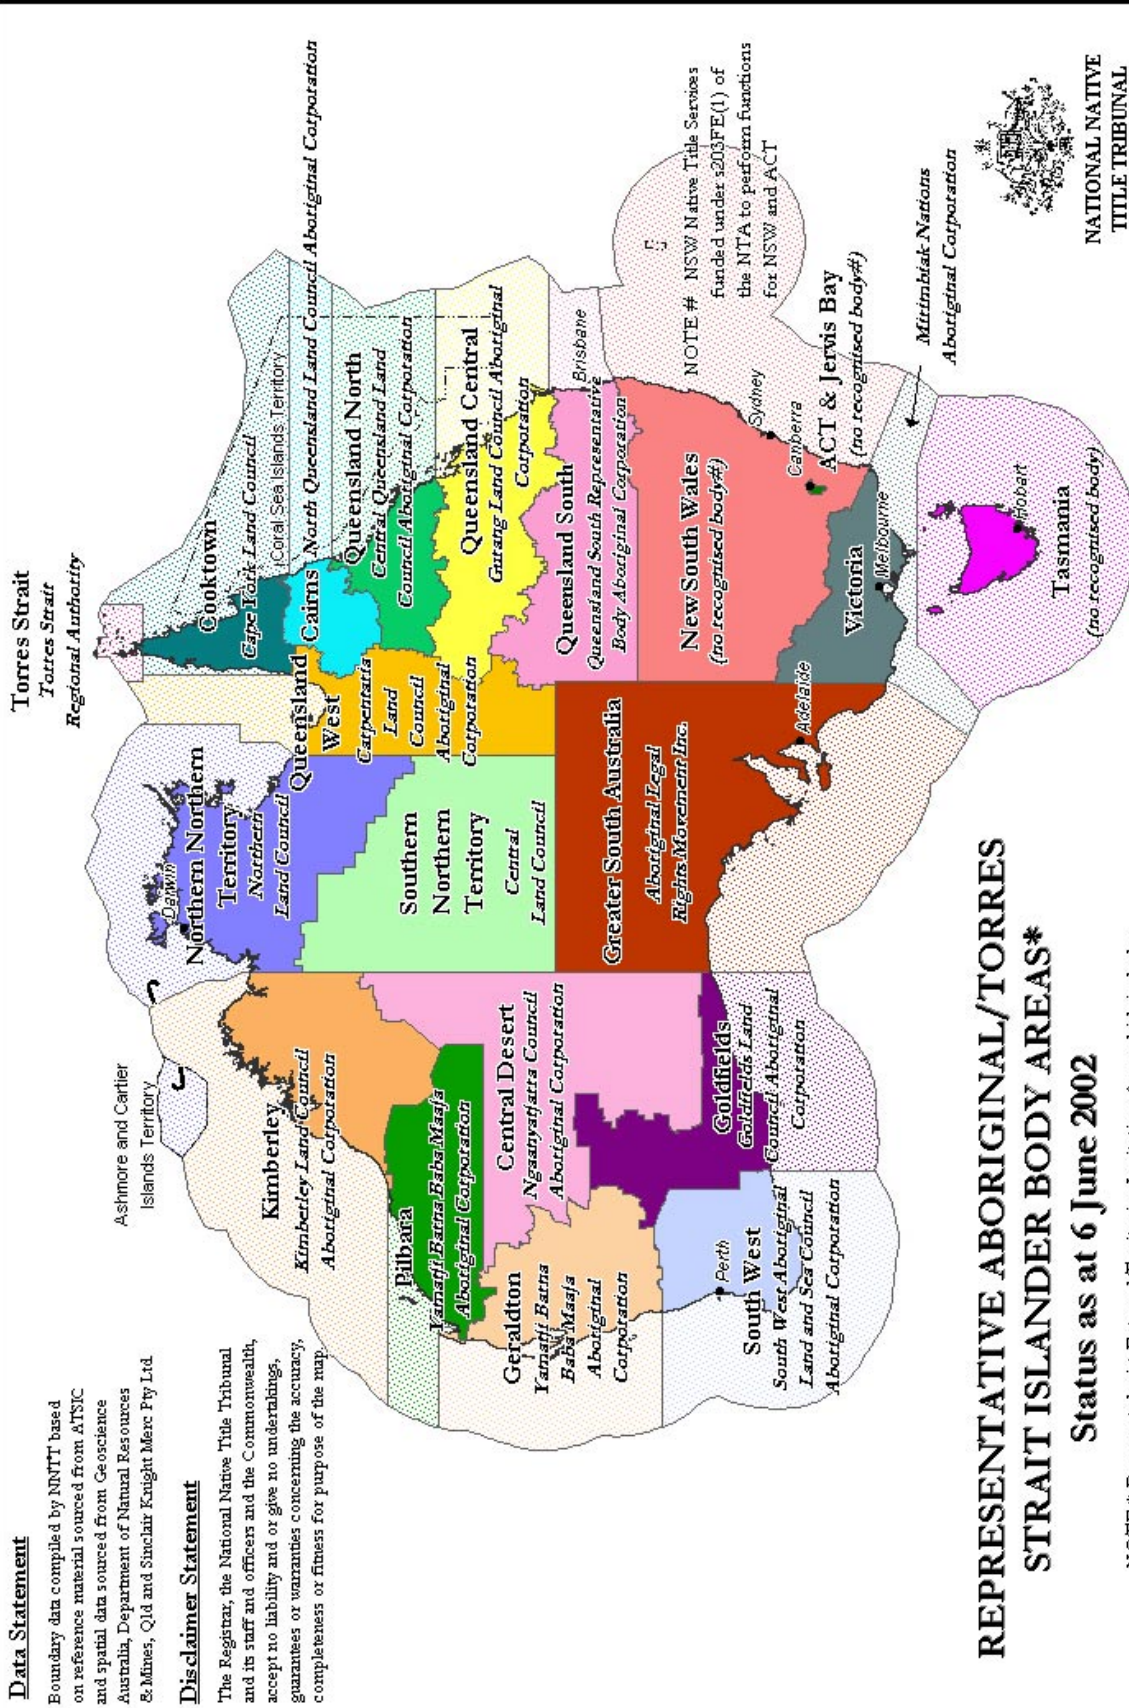 Data Statement
Boundary data compiled by NNTT based
on reference material sourced from ATSIC
and spatial data sourced from Geoscience
Australia, Department of Natural Resources
& Mines, Qld and Sinclair Knight Merc Pty Ltd
Disclaimer Statement
The Registrar, the National Native Title Tribunal
and its staff and officers and the Commonwealth,
accept no liability and or give no undertakings,
guarantees or warranties concerning the accuracy,
completeness or fitness for purpose of the map.
Torres Strait
Torres Strait
Regional Authority
Ashmore and Cartier
Islands Territory
Darwin
Northern Northern
Territory
Northern
Land Council
Cooktown
Cape York Land Council
Coral Sea Islands Territory
Cairns
North Queensland Land Council Aboriginal Corporation
Queensland
West
Carpentaria
Land
Council
Aboriginal
Corporation
Queensland North
Central Queensland Land
Council Aboriginal Corporation
Queensland Central
Gurang Land Council Aboriginal
Corporation
Kimberley
Kimberley Land Council
Aboriginal Corporation
Pilbara
Yamatji Barna Baba Maaja
Aboriginal Corporation
Southern
Northern
Territory
Central
Land Council
Central Desert
Ngaanyatjarra Council
Aboriginal Corporation
Geraldton
Yamatji Barna
Baba Maaja
Aboriginal
Corporation
Queensland South
Queensland South Representative
Body Aboriginal Corporation
Brisbane
Greater South Australia
Aboriginal Legal
Rights Movement Inc.
Adelaide
New South Wales
(no recognised body#)
NOTE # NSW Native Title Services
funded under s203FE(1) of
the NTA to perform functions
for NSW and ACT
Sydney
Canberra
ACT & Jervis Bay
(no recognised body#)
Goldfields
Goldfields Land
Council Aboriginal
Corporation
Perth
South West
South West Aboriginal
Land and Sea Council
Aboriginal Corporation
Victoria
Melbourne
Mirimbiak Nations
Aboriginal Corporation
Hobart
Tasmania
(no recognised body)
REPRESENTATIVE ABORIGINAL/TORRES
STRAIT ISLANDER BODY AREAS*
Status as at 6 June 2002
NATIONAL NATIVE
TITLE TRIBUNAL